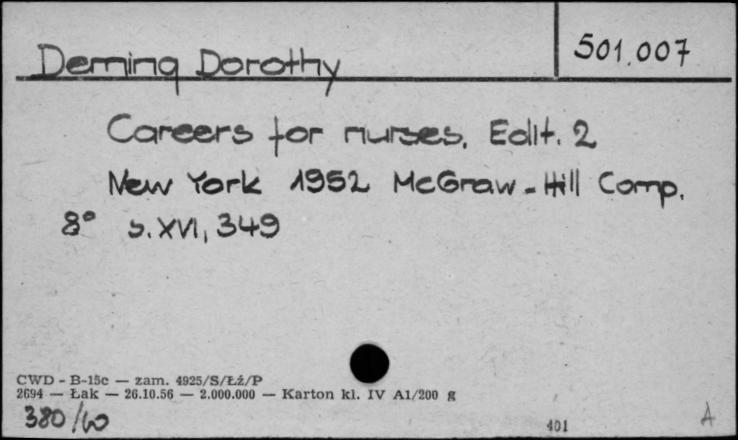 Deming Dorothy
501.007
Careers for nurses, Edit. 2
New York 1952 McGraw-Hill Comp.
8° s. XVI, 349
CWD - B-15c — zam. 4925/S/Łź/P
2694 — Łak — 26.10.56 — 2.000.000 — Karton kl. IV A1/200 g
380/60
401
A